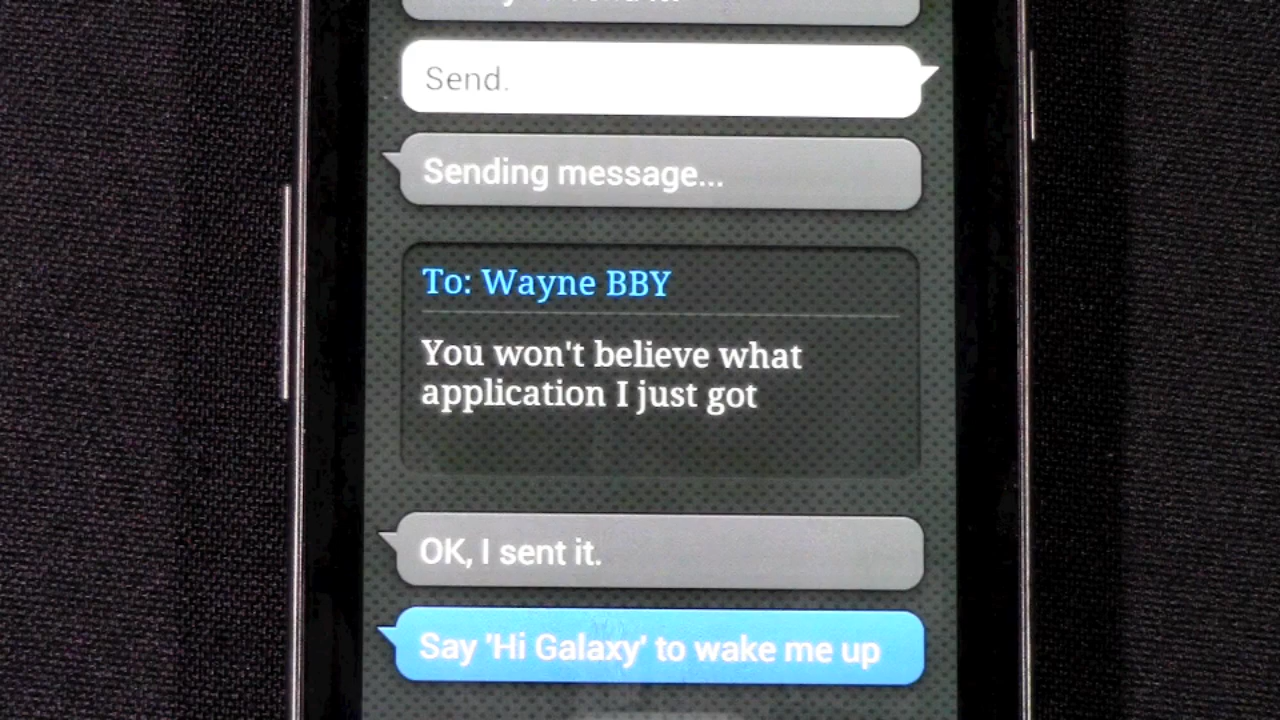 Send.
Sending message...
To: Wayne BBY
You won't believe what
application I just got
OK, I sent it.
Say 'Hi Galaxy' to wake me up